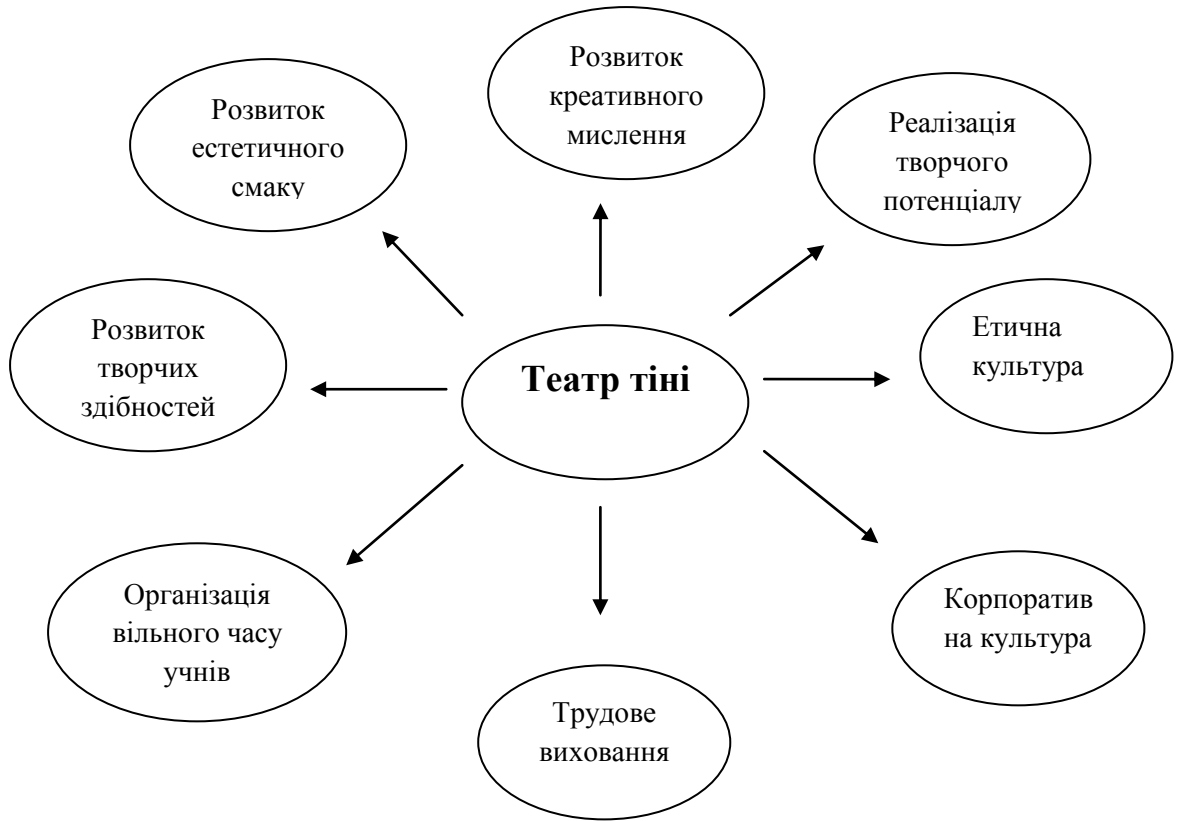 Розвиток
креативного
мислення
Розвиток
естетичного
смаку
Реалізація
творчого
потенціалу
Розвиток
творчих
здібностей
Театр тіні
Етична
культура
Організація
вільного часу
учнів
Корпоратив
на культура
Трудове
виховання